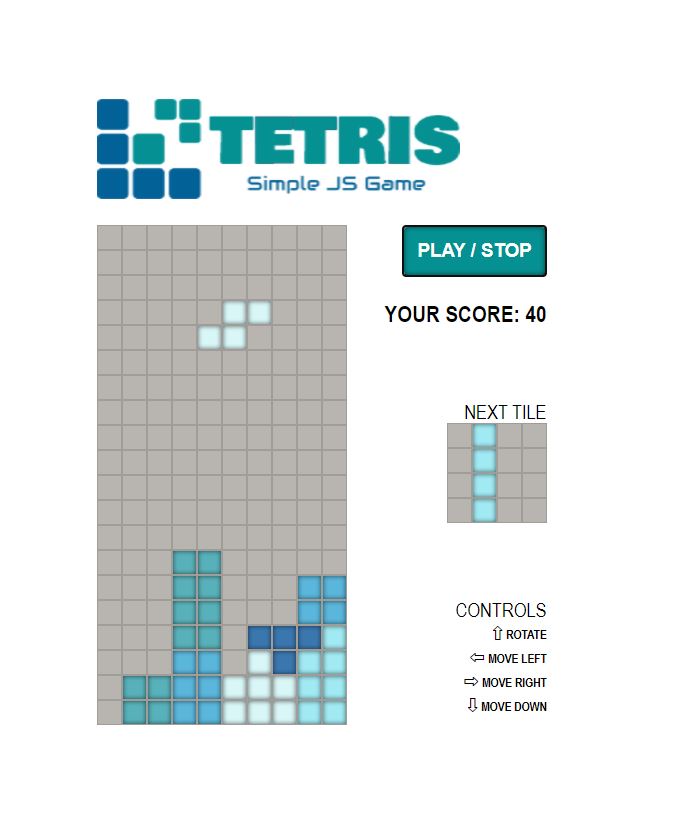 TETRIS
Simple JS Game
PLAY / STOP
YOUR SCORE: 40
NEXT TILE
CONTROLS
⇧ ROTATE
⇦ MOVE LEFT
⇨ MOVE RIGHT
⇩ MOVE DOWN